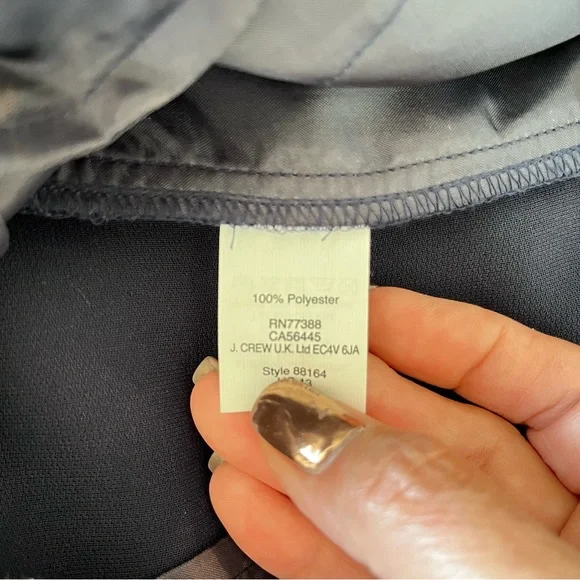 100% Polyester
RN77388
CA56445
J. CREW U.K. Ltd EC4V 6JA
Style 88164